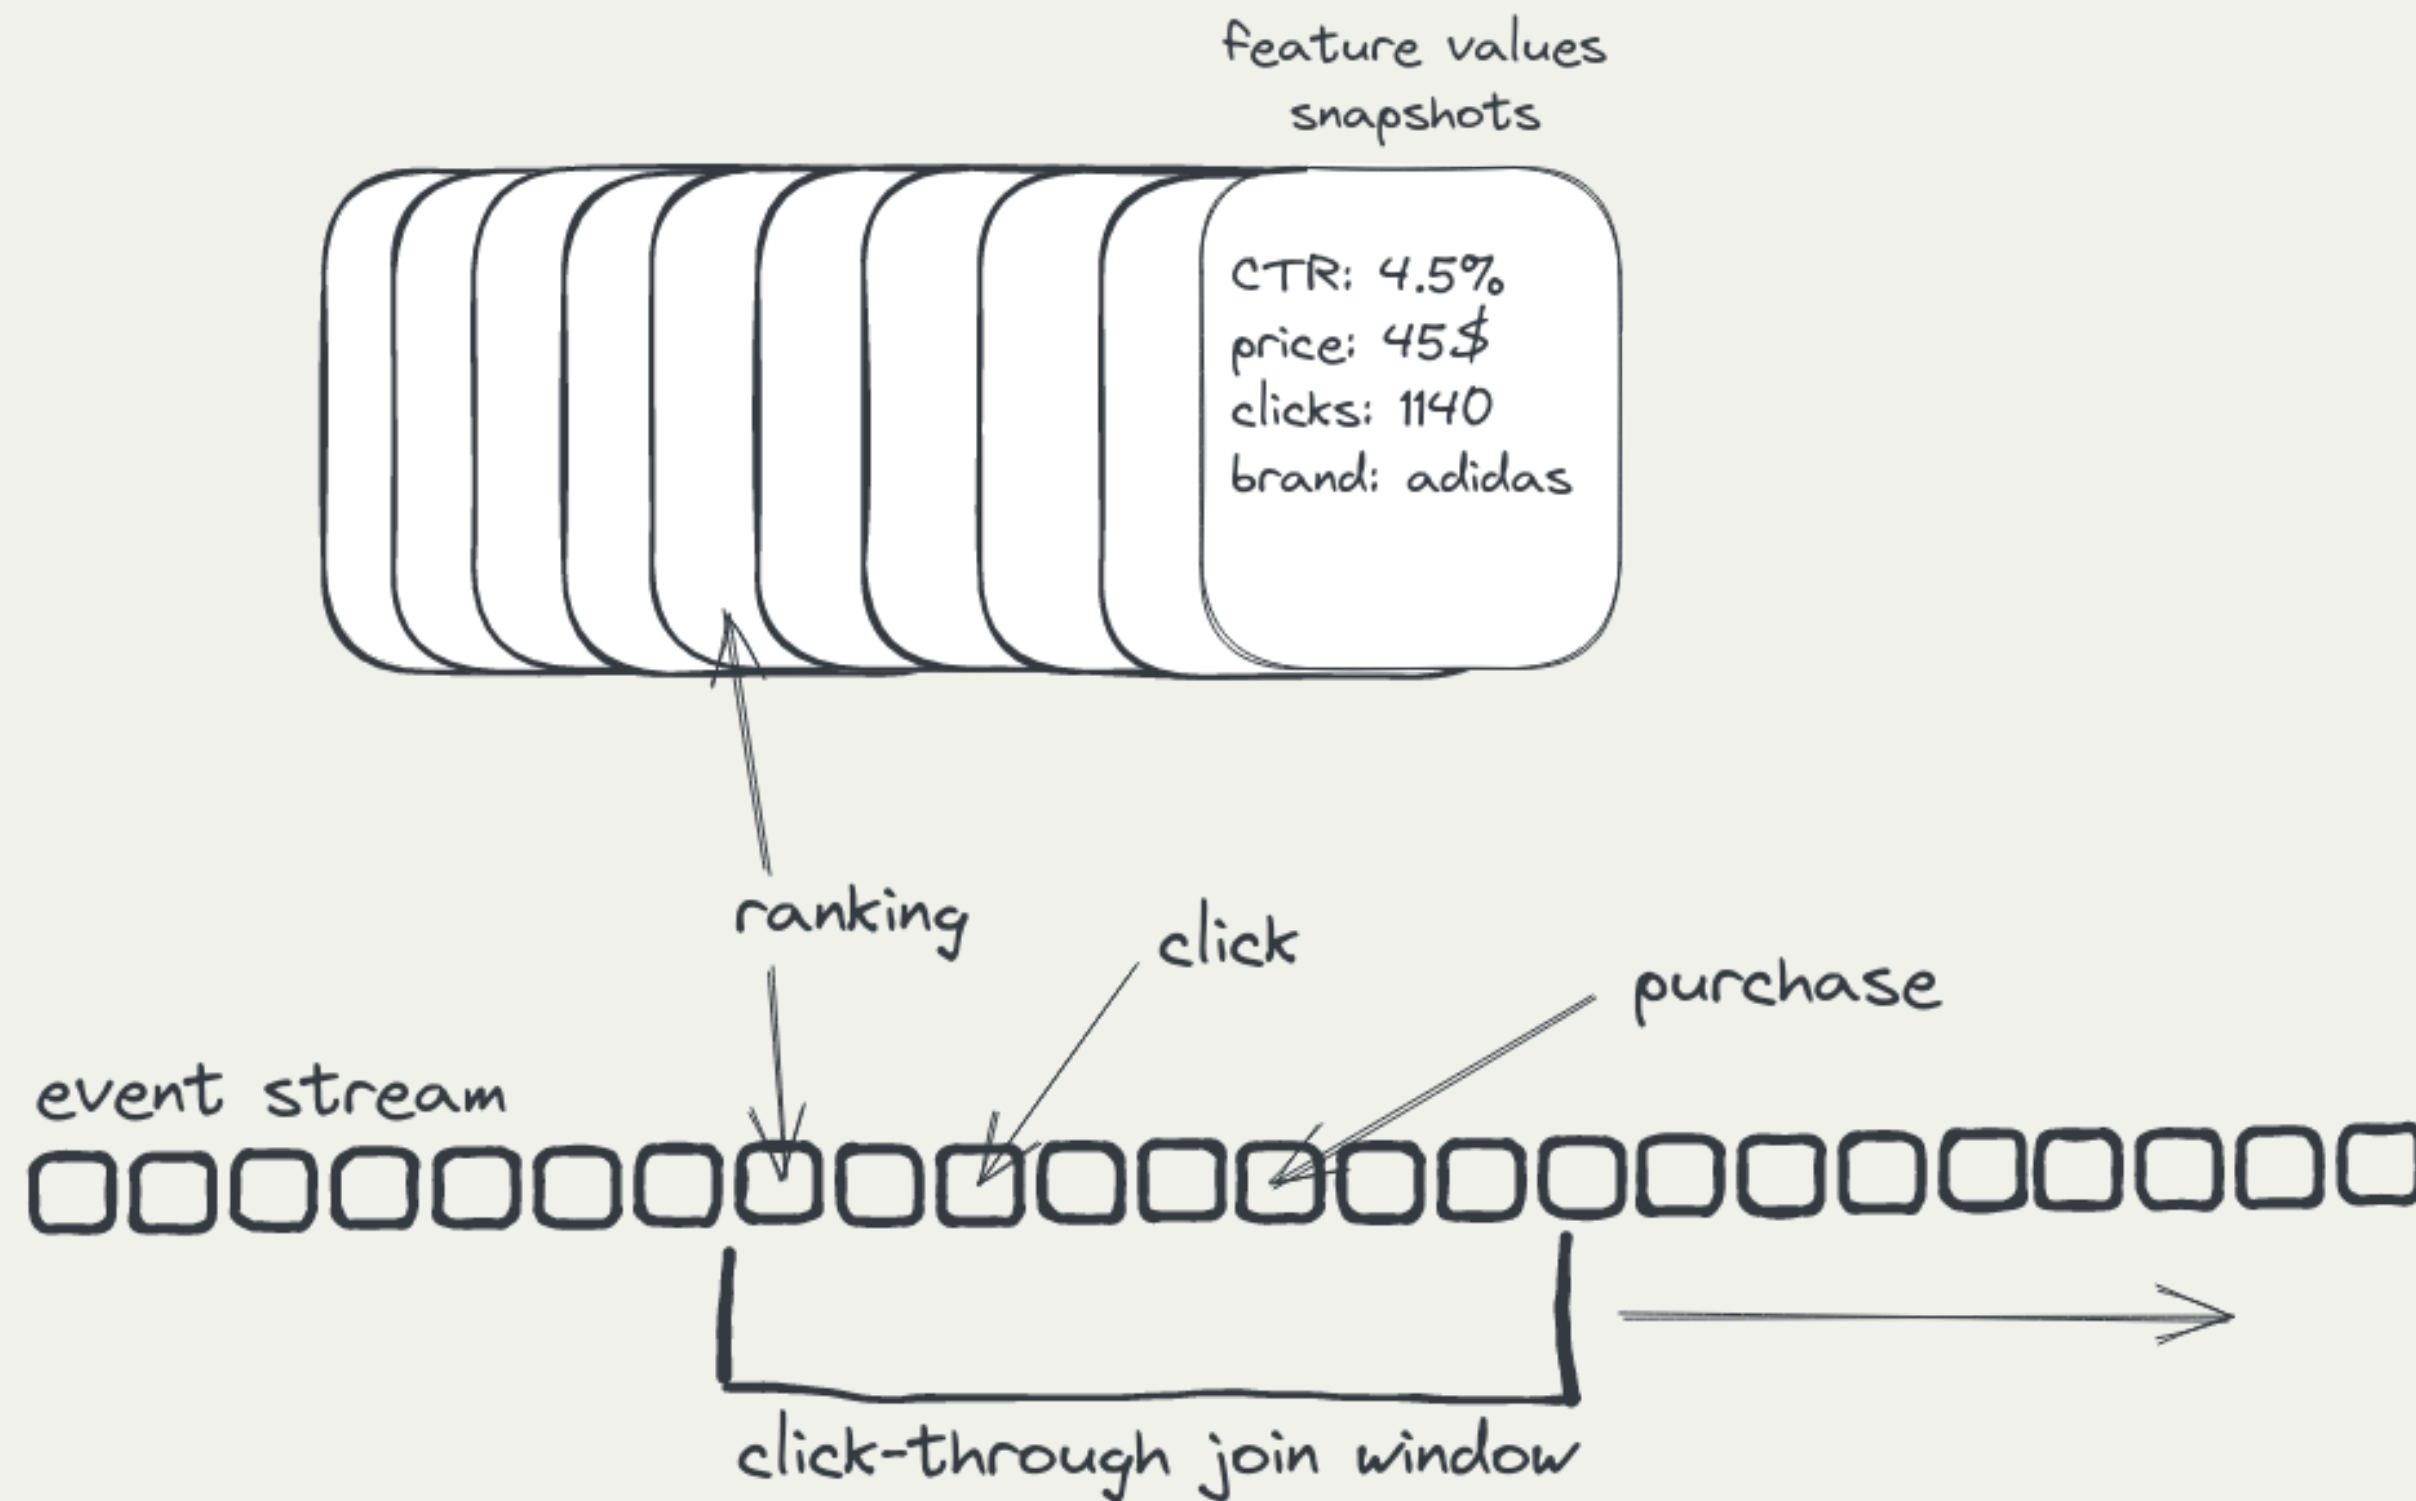 feature values
snapshots
CTR: 4.5%
price: 45$
clicks: 1140
brand: adidas
ranking
click
purchase
event stream
click-through join window